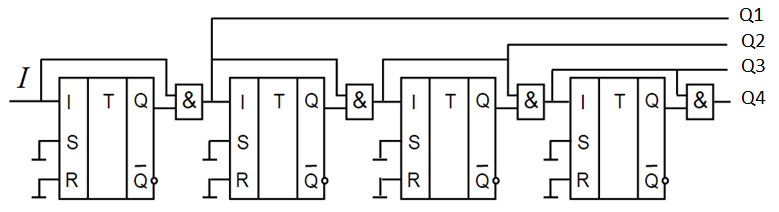 Q1
Q2
Q3
I
I T Q & I T Q & I T Q & I T Q & Q4
S S S S
R Q̅ R Q̅ R Q̅ R Q̅